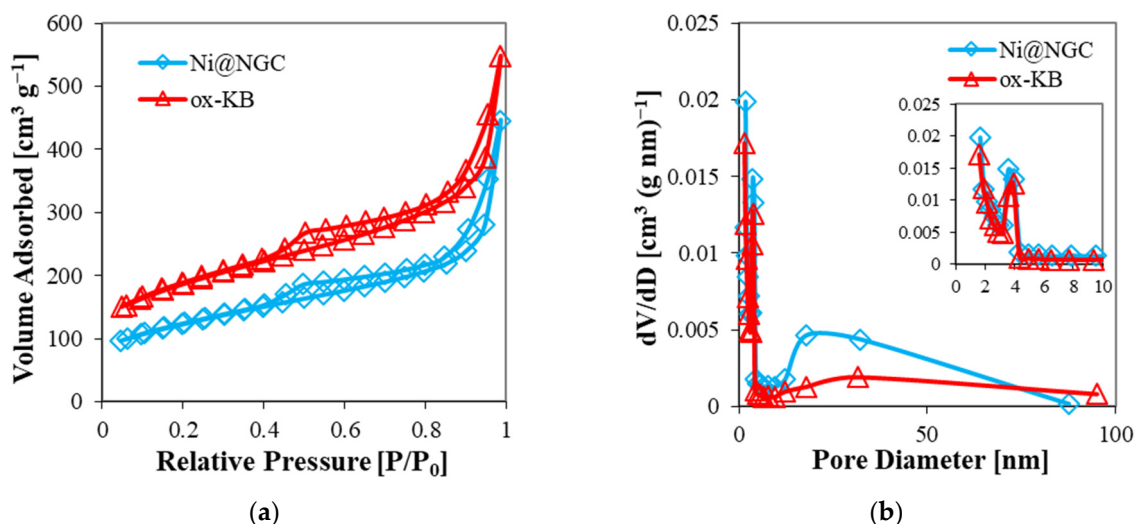 600
500
400
300
200
100
0
Volume Adsorbed [cm³ g⁻¹]
Ni@NGC
ox-KB
0 0.2 0.4 0.6 0.8 1
Relative Pressure [P/P₀]
(a)
0.025
0.02
0.015
0.01
0.005
0
dV/dD [cm³ (g nm)⁻¹]
Ni@NGC
ox-KB
0.025
0.02
0.015
0.01
0.005
0
0 2 4 6 8 10
0 50 100
Pore Diameter [nm]
(b)